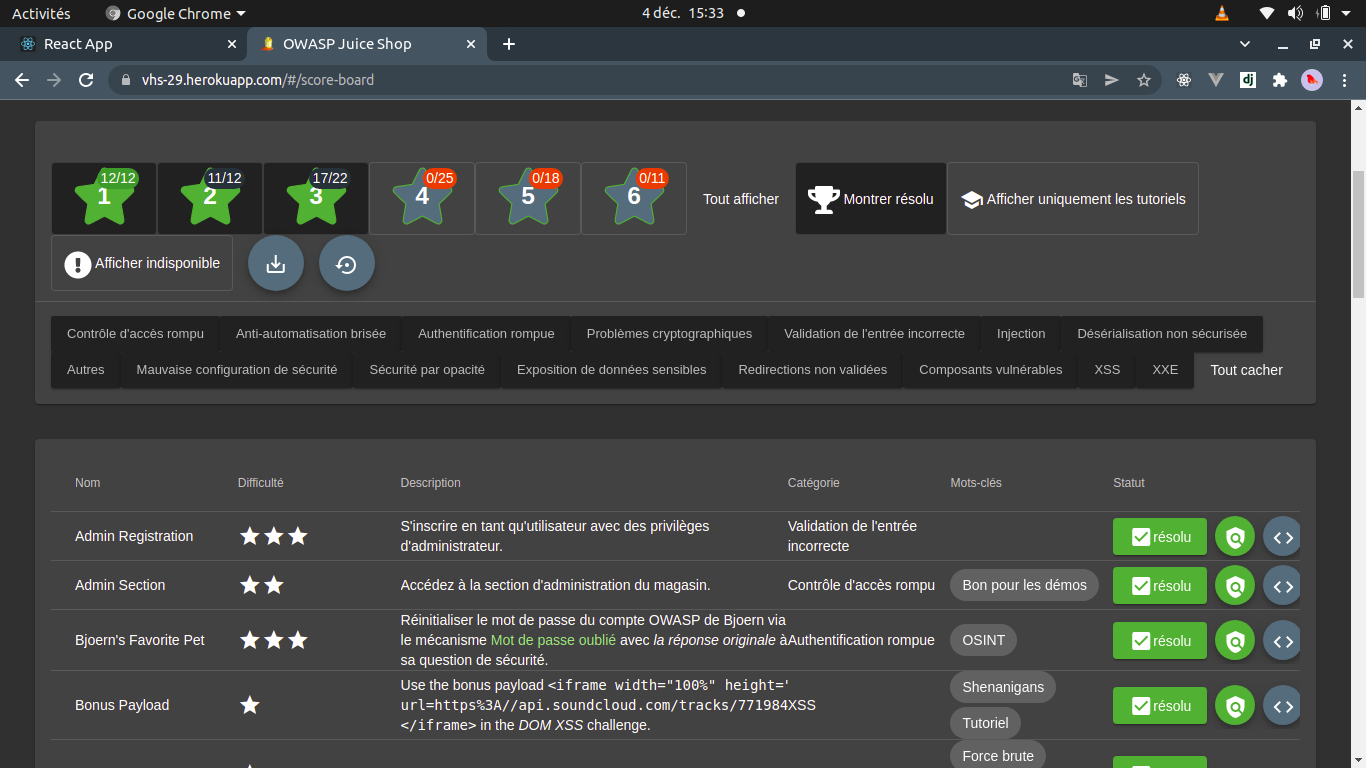 Activités Google Chrome 4 déc. 15:33
React App OWASP Juice Shop
vhs-29.herokuapp.com/#/score-board
12/12 11/12 17/22 0/25 0/18 0/11
1 2 3 4 5 6 Tout afficher Montrer résolu Afficher uniquement les tutoriels
Afficher indisponible
Contrôle d'accès rompu Anti-automatisation brisée Authentification rompue Problèmes cryptographiques Validation de l'entrée incorrecte Injection Désérialisation non sécurisée
Autres Mauvaise configuration de sécurité Sécurité par opacité Exposition de données sensibles Redirections non validées Composants vulnérables XSS XXE Tout cacher
Nom Difficulté Description Catégorie Mots-clés Statut
Admin Registration S'inscrire en tant qu'utilisateur avec des privilèges d'administrateur. Validation de l'entrée incorrecte résolu
Admin Section Accédez à la section d'administration du magasin. Contrôle d'accès rompu Bon pour les démos résolu
Réinitialiser le mot de passe du compte OWASP de Bjoern via
Bjoern's Favorite Pet le mécanisme Mot de passe oublié avec la réponse originale à Authentification rompue OSINT résolu
sa question de sécurité.
Use the bonus payload <iframe width="100%" height=' Shenanigans
Bonus Payload url=https%3A//api.soundcloud.com/tracks/771984 XSS résolu
</iframe> in the DOM XSS challenge. Tutoriel
Force brute